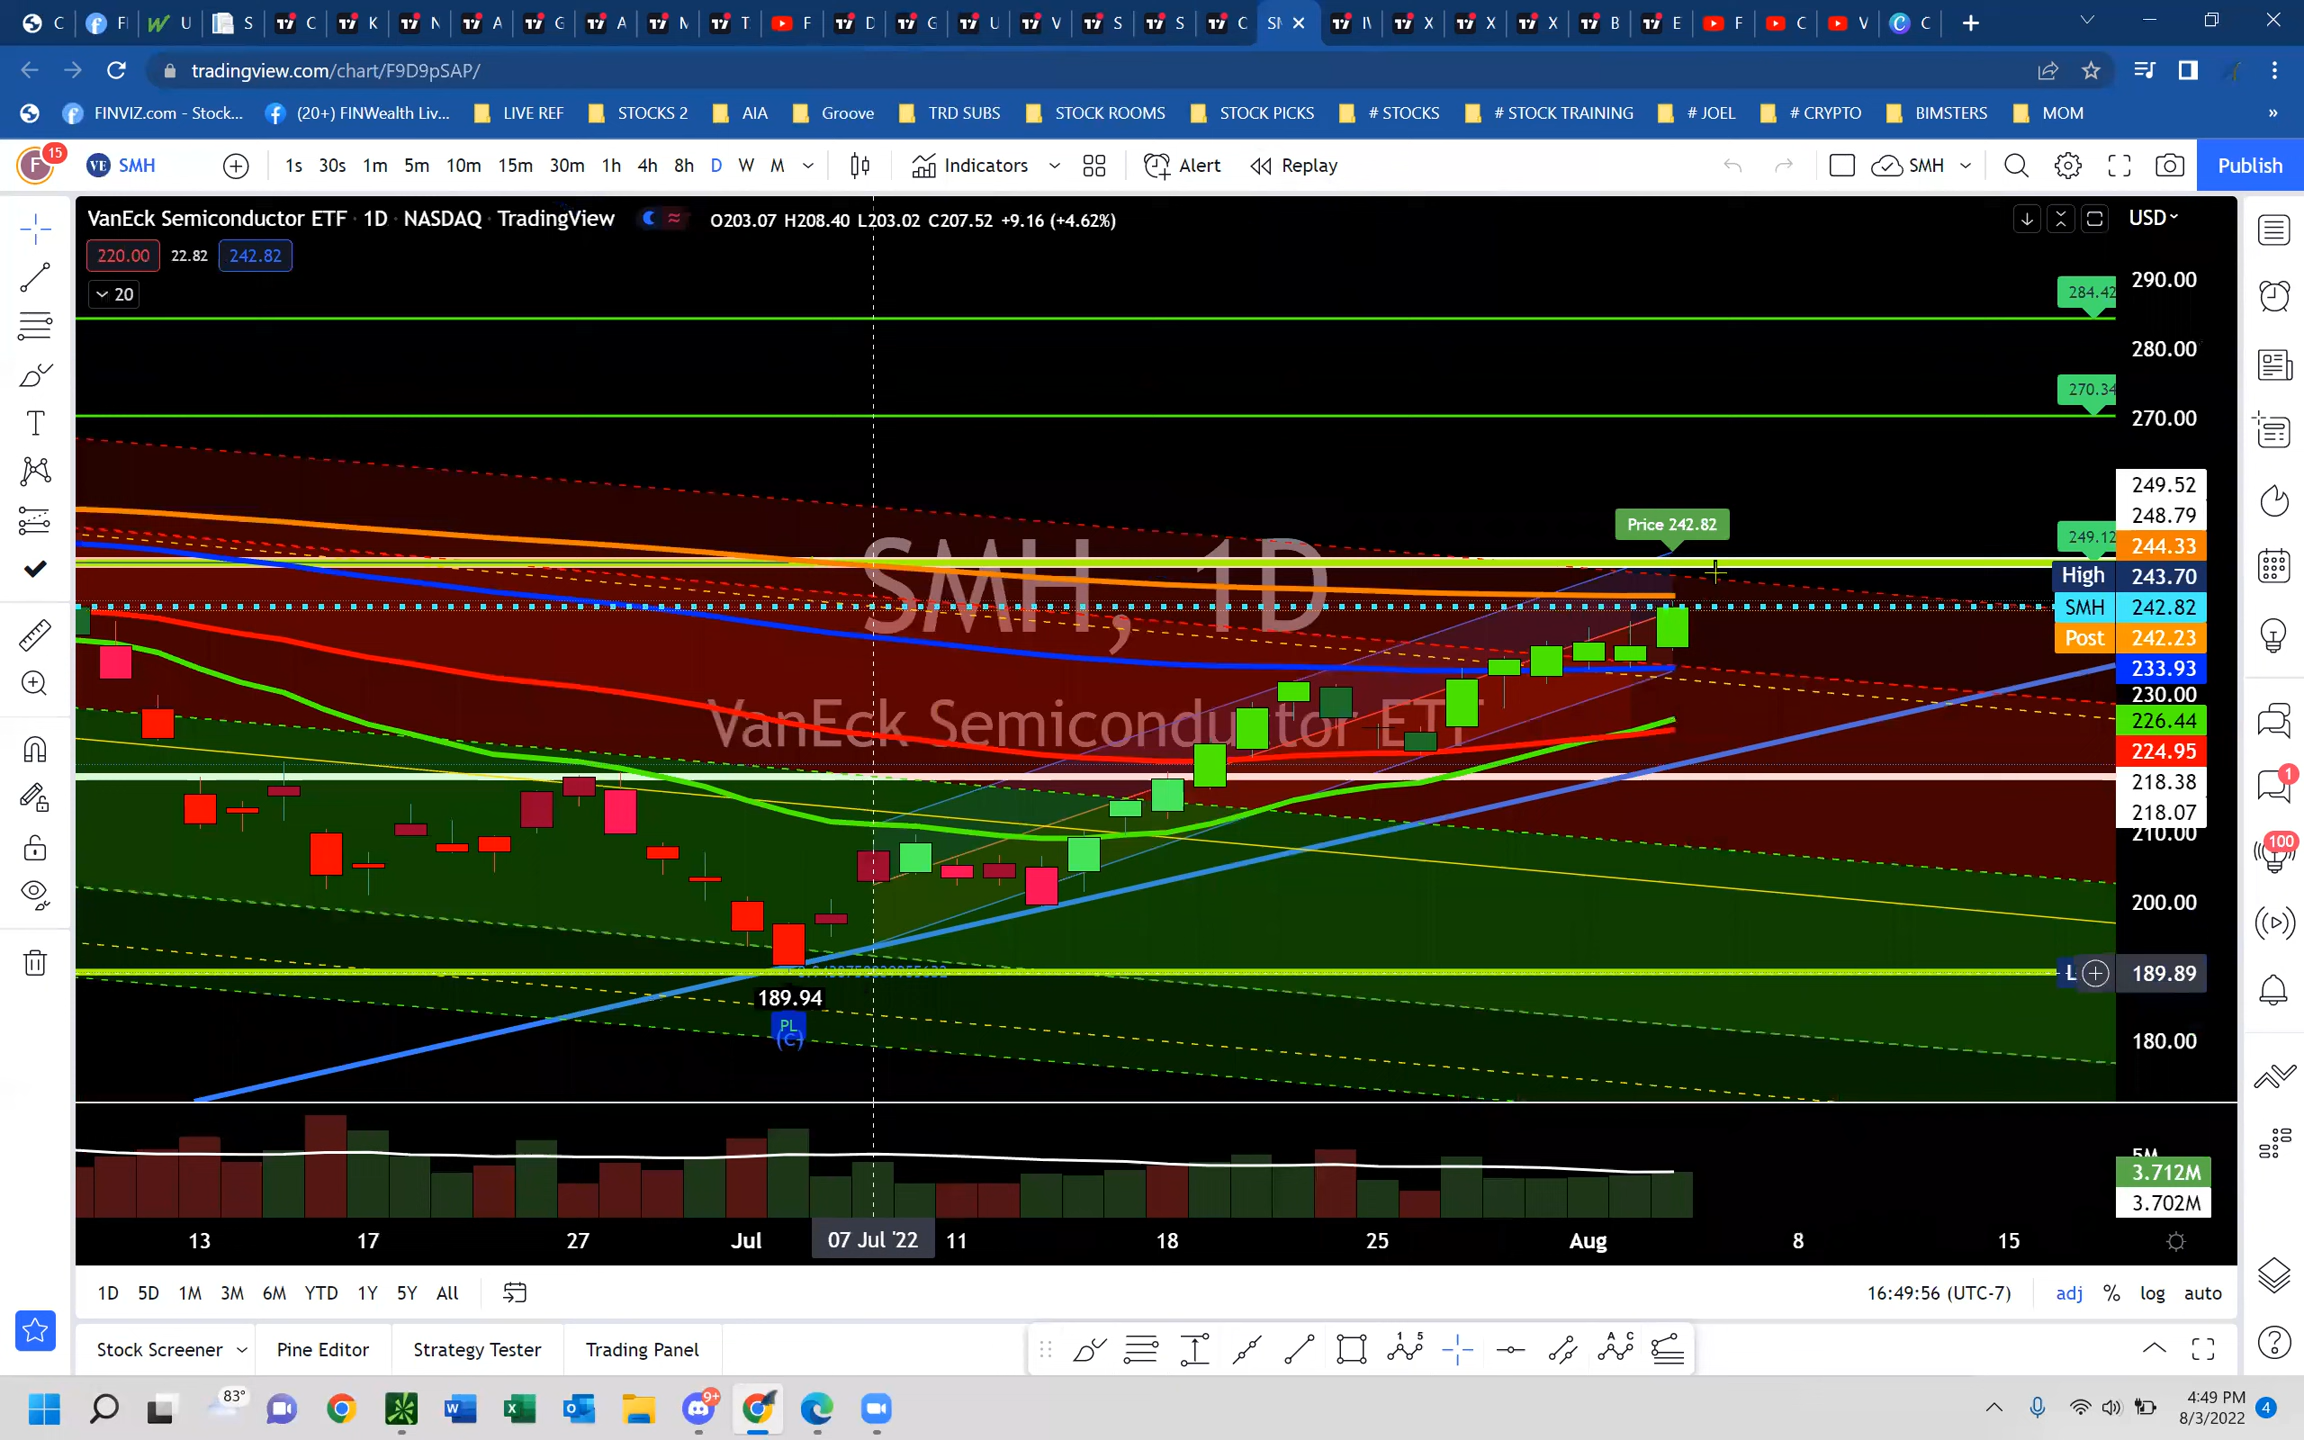 C F U S C K N A G A M T F D G U V S S C SM IV X X X B E F C V C
tradingview.com/chart/F9D9pSAP/
FINVIZ.com - Stock... (20+) FINWealth Liv... LIVE REF STOCKS 2 AIA Groove TRD SUBS STOCK ROOMS STOCK PICKS # STOCKS # STOCK TRAINING # JOEL # CRYPTO BIMSTERS MOM »
F 15 VE SMH 1s 30s 1m 5m 10m 15m 30m 1h 4h 8h D W M Indicators Alert Replay SMH Publish
VanEck Semiconductor ETF · 1D · NASDAQ · TradingView O203.07 H208.40 L203.02 C207.52 +9.16 (+4.62%) USD
220.00 22.82 242.82
20
284.42 290.00
280.00
270.34 270.00
249.52
248.79
249.12 244.33
High 243.70
SMH 242.82
Post 242.23
233.93
230.00
226.44
224.95
218.38
218.07
210.00
200.00
189.89
180.00
Price 242.82
SMH, 1D
VanEck Semiconductor ETF
189.94
PL
(C)
5M
3.712M
3.702M
13 17 27 Jul 07 Jul '22 11 18 25 Aug 8 15
1D 5D 1M 3M 6M YTD 1Y 5Y All 16:49:56 (UTC-7) adj % log auto
Stock Screener Pine Editor Strategy Tester Trading Panel
1
100
83° 9+ 4:49 PM
8/3/2022 4